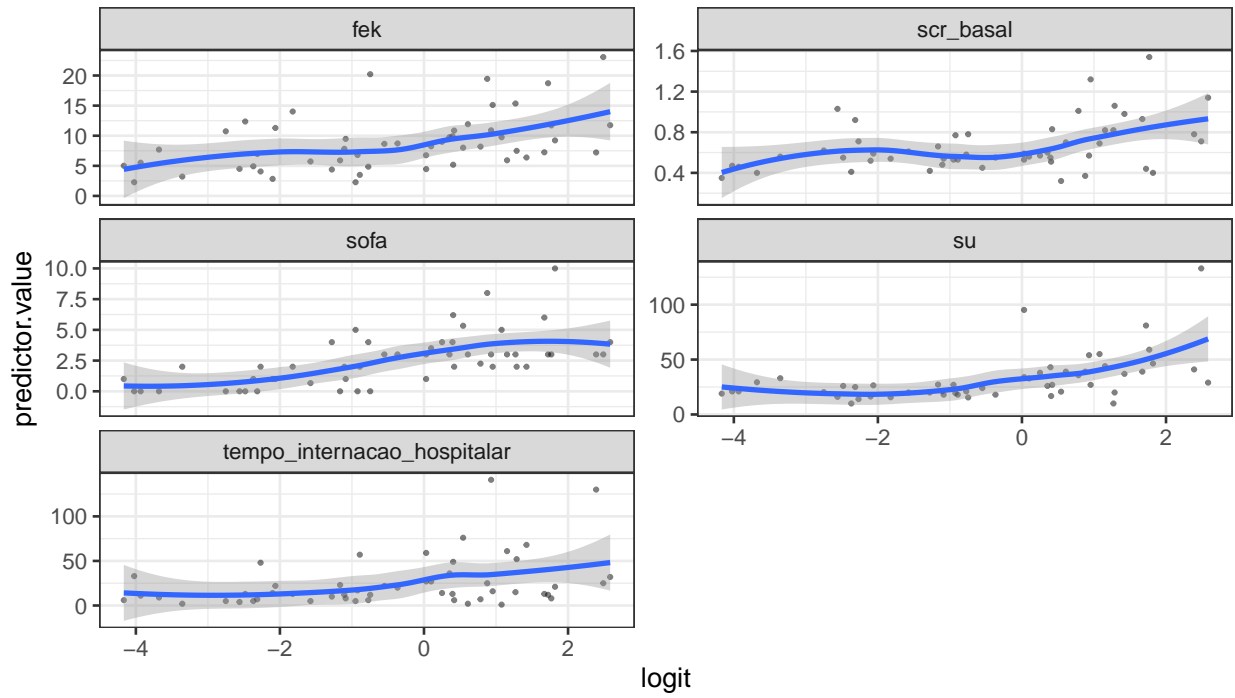 fek
20
15
10
5
0
scr_basal
1.6
1.2
0.8
0.4
sofa
10.0
7.5
5.0
2.5
0.0
su
100
50
0
−4 −2 0 2
tempo_internacao_hospitalar
100
50
0
−4 −2 0 2
predictor.value
logit